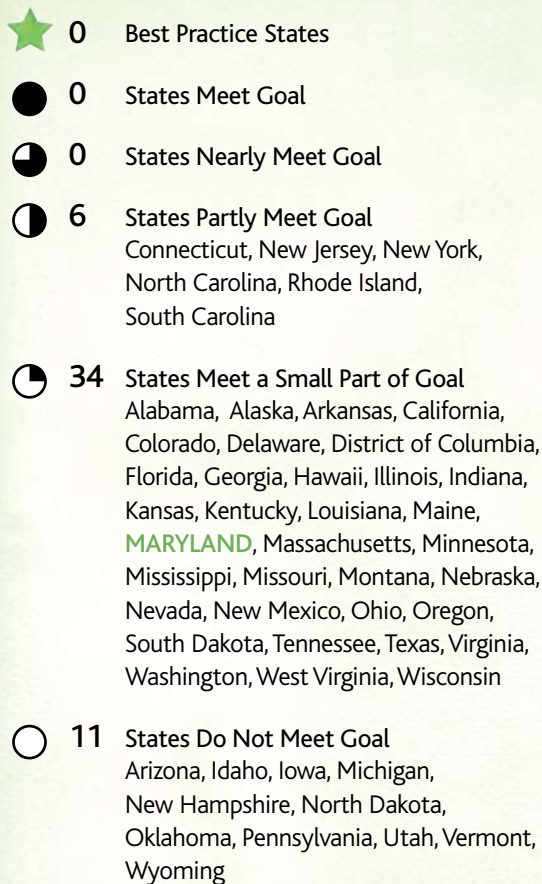 0 Best Practice States
0 States Meet Goal
0 States Nearly Meet Goal
6 States Partly Meet Goal
Connecticut, New Jersey, New York,
North Carolina, Rhode Island,
South Carolina
34 States Meet a Small Part of Goal
Alabama, Alaska, Arkansas, California,
Colorado, Delaware, District of Columbia,
Florida, Georgia, Hawaii, Illinois, Indiana,
Kansas, Kentucky, Louisiana, Maine,
MARYLAND, Massachusetts, Minnesota,
Mississippi, Missouri, Montana, Nebraska,
Nevada, New Mexico, Ohio, Oregon,
South Dakota, Tennessee, Texas, Virginia,
Washington, West Virginia, Wisconsin
11 States Do Not Meet Goal
Arizona, Idaho, Iowa, Michigan,
New Hampshire, North Dakota,
Oklahoma, Pennsylvania, Utah, Vermont,
Wyoming